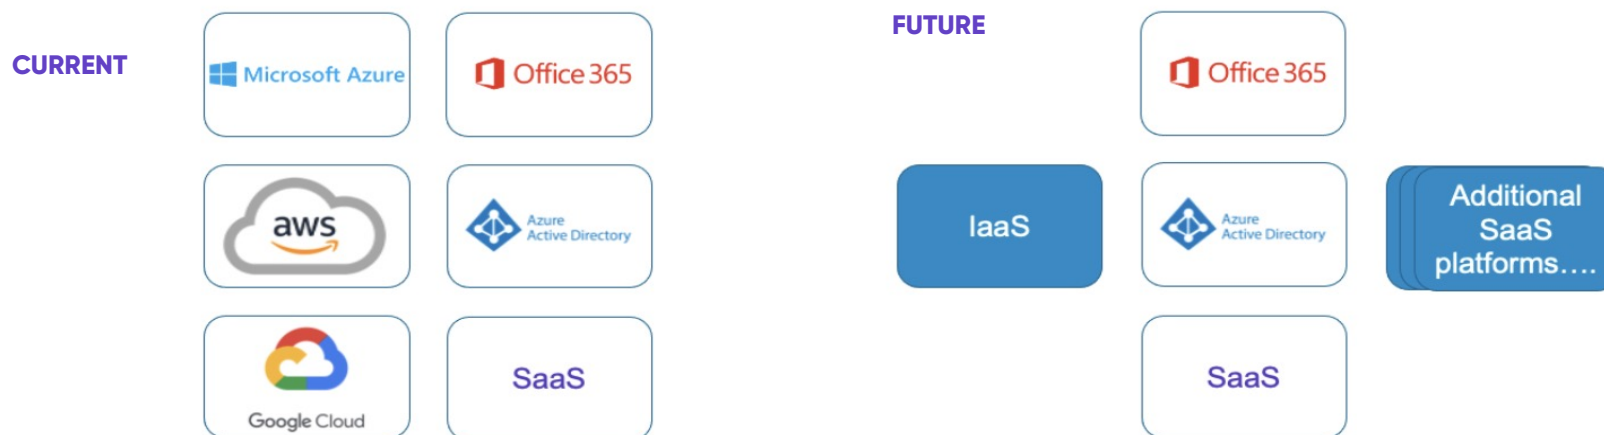 CURRENT
Microsoft Azure
Office 365
aws
Azure
Active Directory
Google Cloud
SaaS
FUTURE
Office 365
IaaS
Azure
Active Directory
Additional
SaaS
platforms....
SaaS